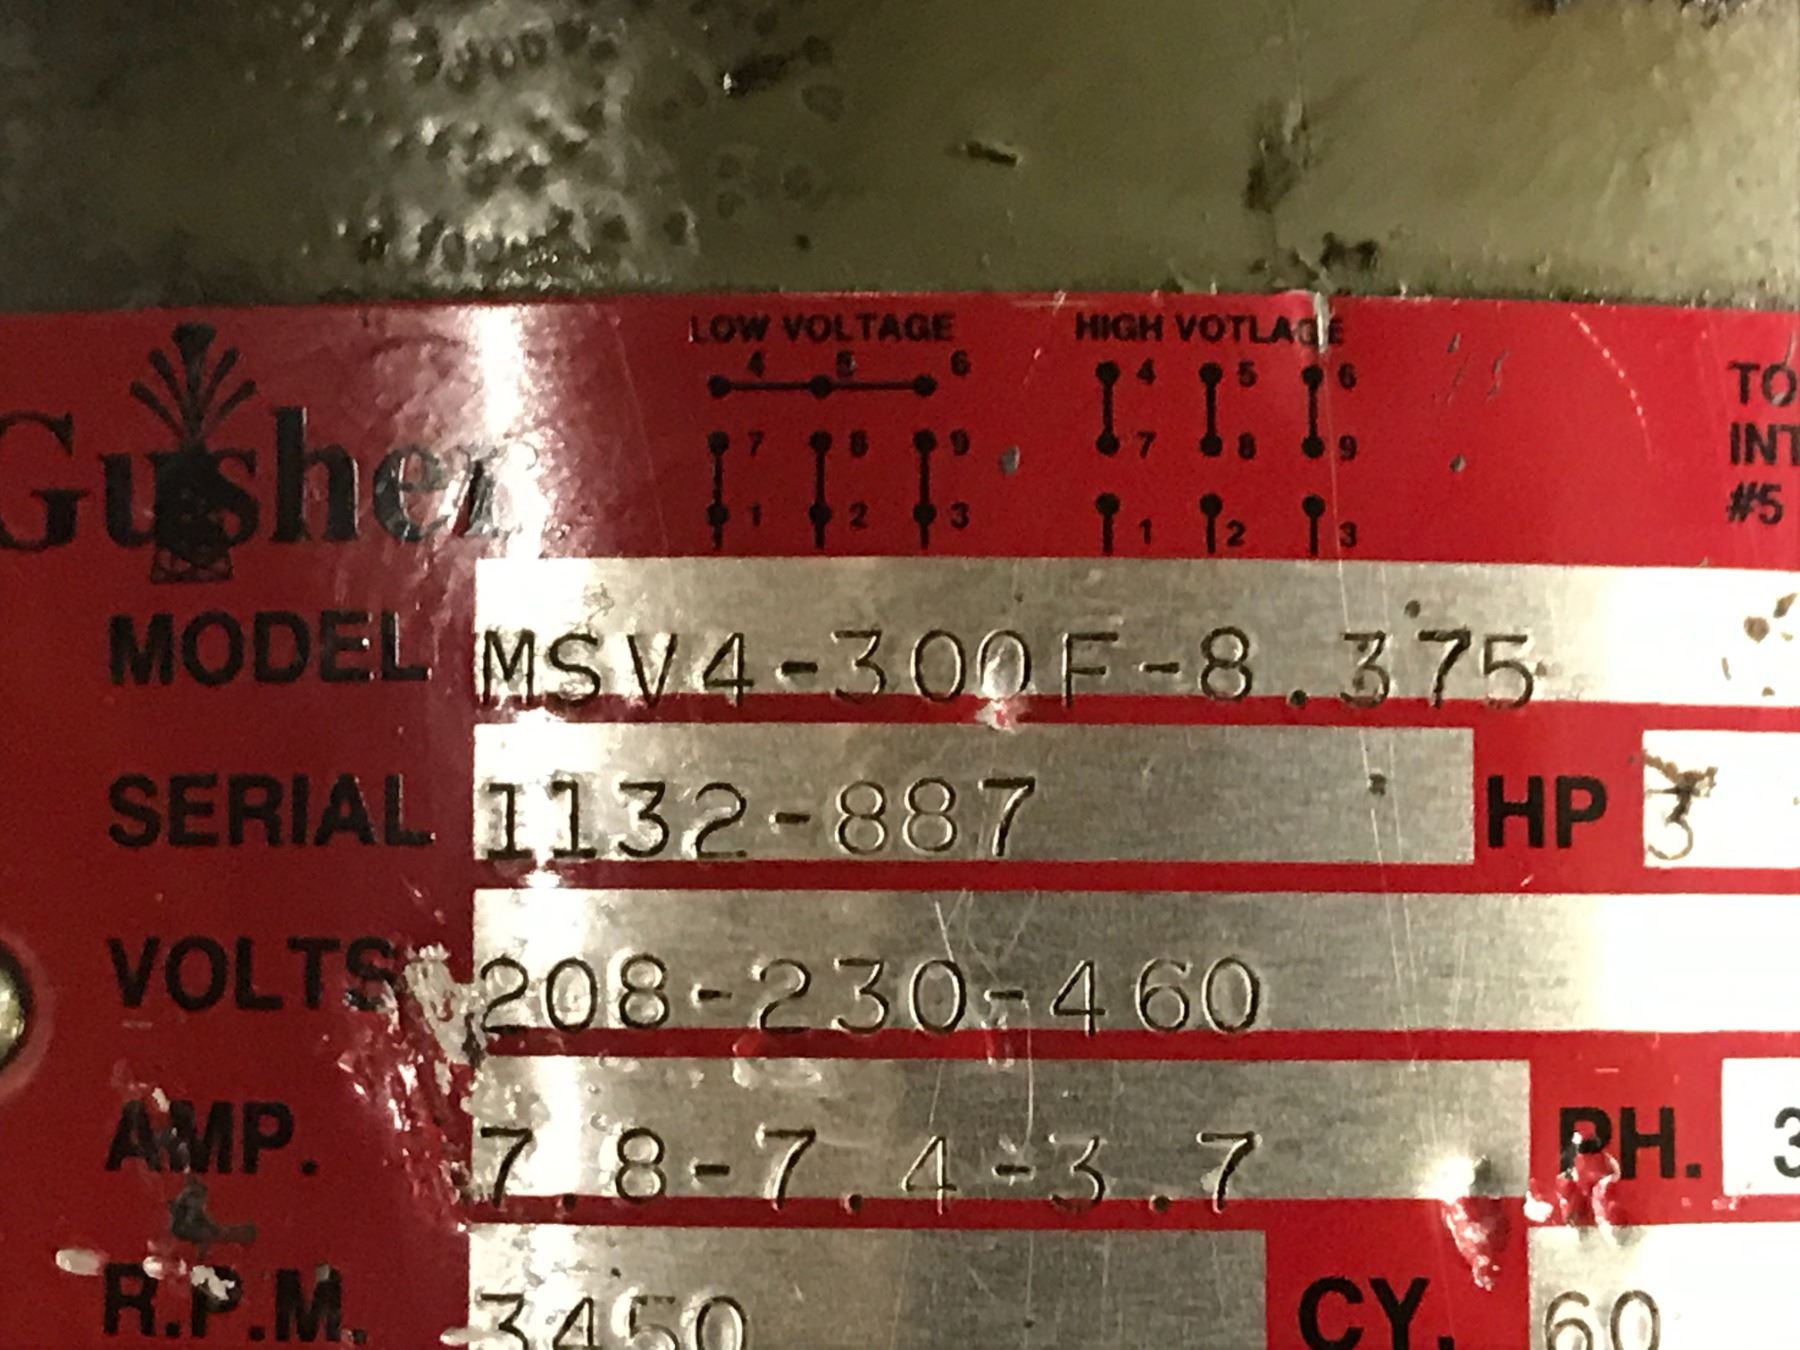 Gusher
LOW VOLTAGE
4 5 6
7 8 9
1 2 3
HIGH VOTLAGE
4 5 6
7 8 9
1 2 3
TO
INT
#5
MODEL MSV4-300F-8.375
SERIAL 1132-887 HP 3
VOLTS 208-230-460
AMP. 7.8-7.4-3.7 PH. 3
R.P.M. 3450 CY. 60